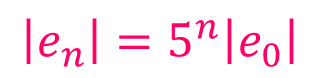 |eₙ| = 5ⁿ|e₀|